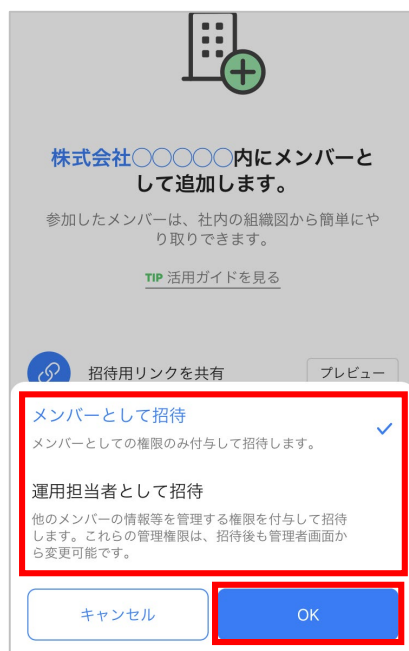 株式会社○○○○○内にメンバーと
して追加します。
参加したメンバーは、社内の組織図から簡単にや
り取りできます。
TIP 活用ガイドを見る
招待用リンクを共有
プレビュー
メンバーとして招待
メンバーとしての権限のみ付与して招待します。
運用担当者として招待
他のメンバーの情報等を管理する権限を付与して招待
します。これらの管理権限は、招待後も管理者画面か
ら変更可能です。
キャンセル
OK